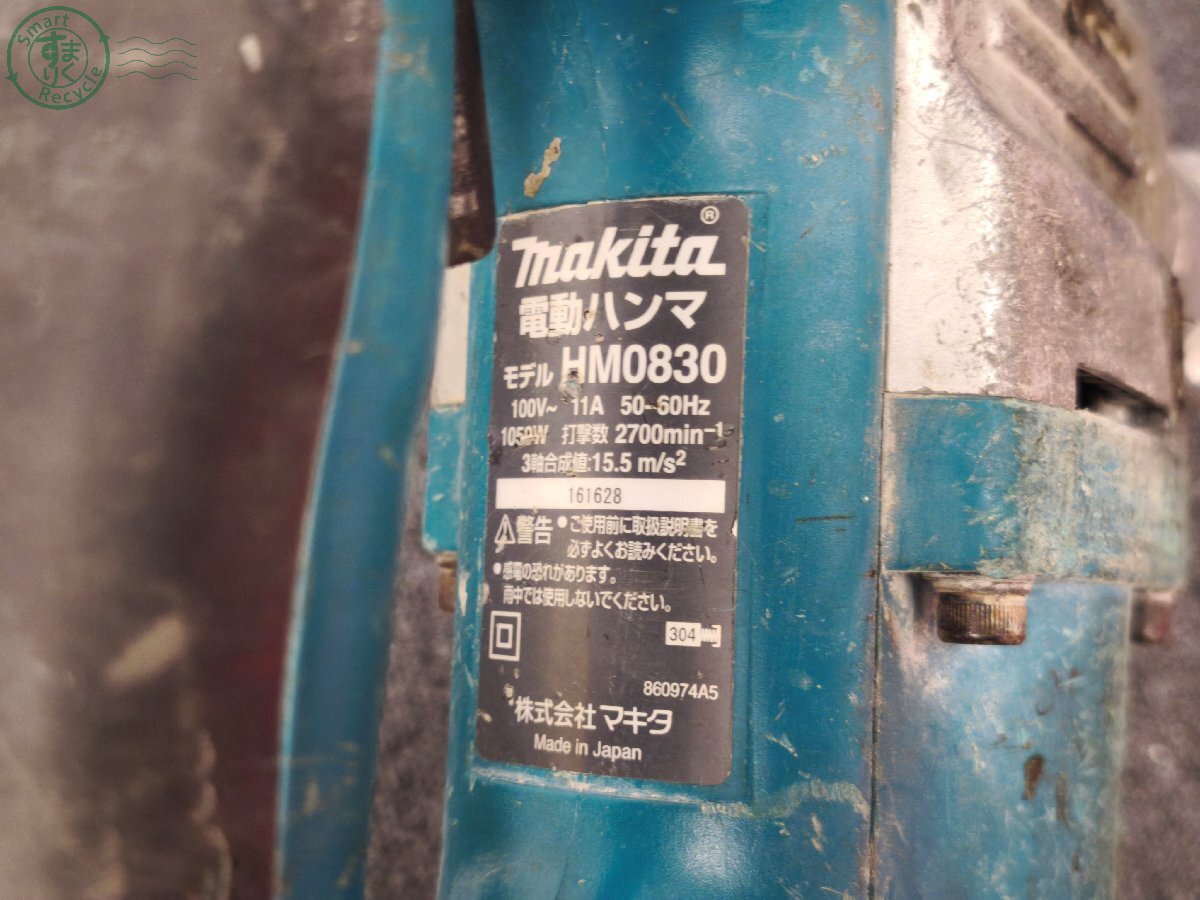 Smart
すまりく
Recycle
makita®
電動ハンマ
モデル HM0830
100V~ 11A 50-60Hz
1050W 打撃数 2700min⁻¹
3軸合成値:15.5 m/s²
161628
⚠警告 ●ご使用前に取扱説明書を
必ずよくお読みください。
●感電の恐れがあります。
雨中では使用しないでください。
304
860974A5
株式会社マキタ
Made in Japan